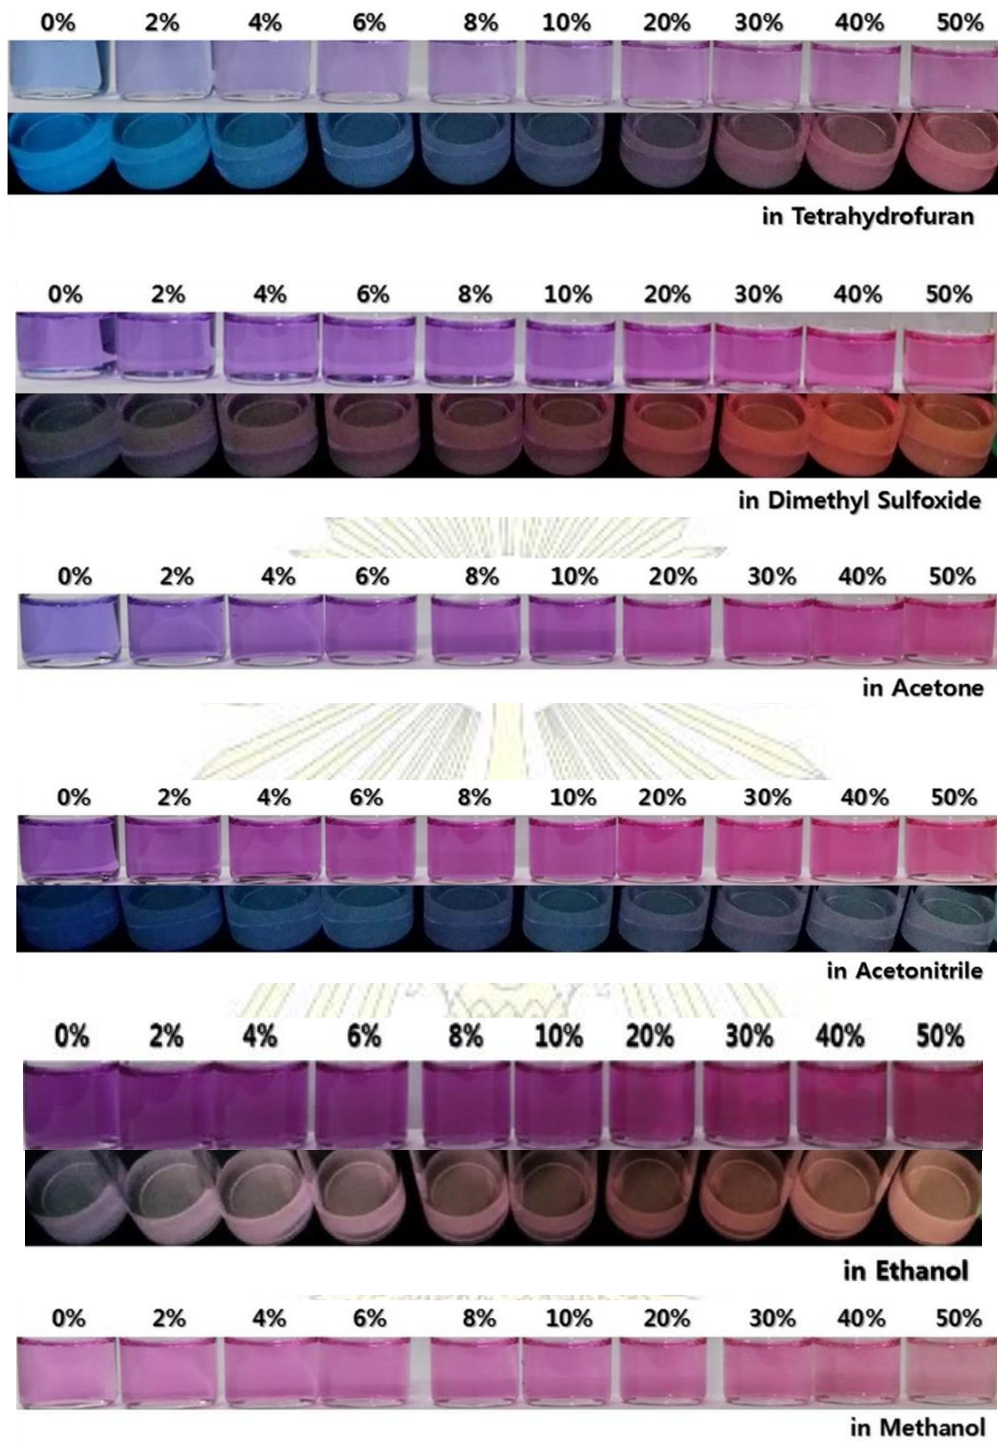 0% 2% 4% 6% 8% 10% 20% 30% 40% 50%
in Tetrahydrofuran
0% 2% 4% 6% 8% 10% 20% 30% 40% 50%
in Dimethyl Sulfoxide
0% 2% 4% 6% 8% 10% 20% 30% 40% 50%
in Acetone
0% 2% 4% 6% 8% 10% 20% 30% 40% 50%
in Acetonitrile
0% 2% 4% 6% 8% 10% 20% 30% 40% 50%
in Ethanol
0% 2% 4% 6% 8% 10% 20% 30% 40% 50%
in Methanol